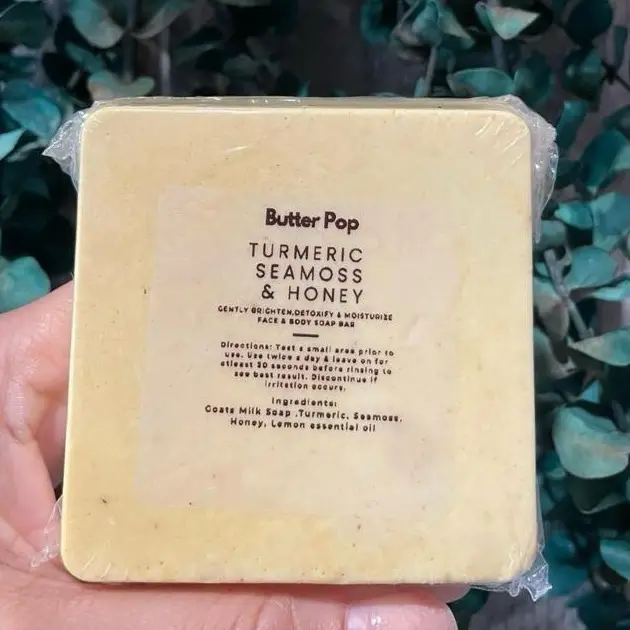 Butter Pop
TURMERIC
SEAMOSS
& HONEY
GENTLY BRIGHTEN,DETOXIFY & MOISTURIZE
FACE & BODY SOAP BAR
Directions: Test a small area prior to
use. Use twice a day & leave on for
atleast 30 seconds before rinsing to
see best result. Discontinue if
irritation occurs.
Ingredients:
Goats Milk Soap ,Turmeric, Seamoss,
Honey, Lemon essential oil